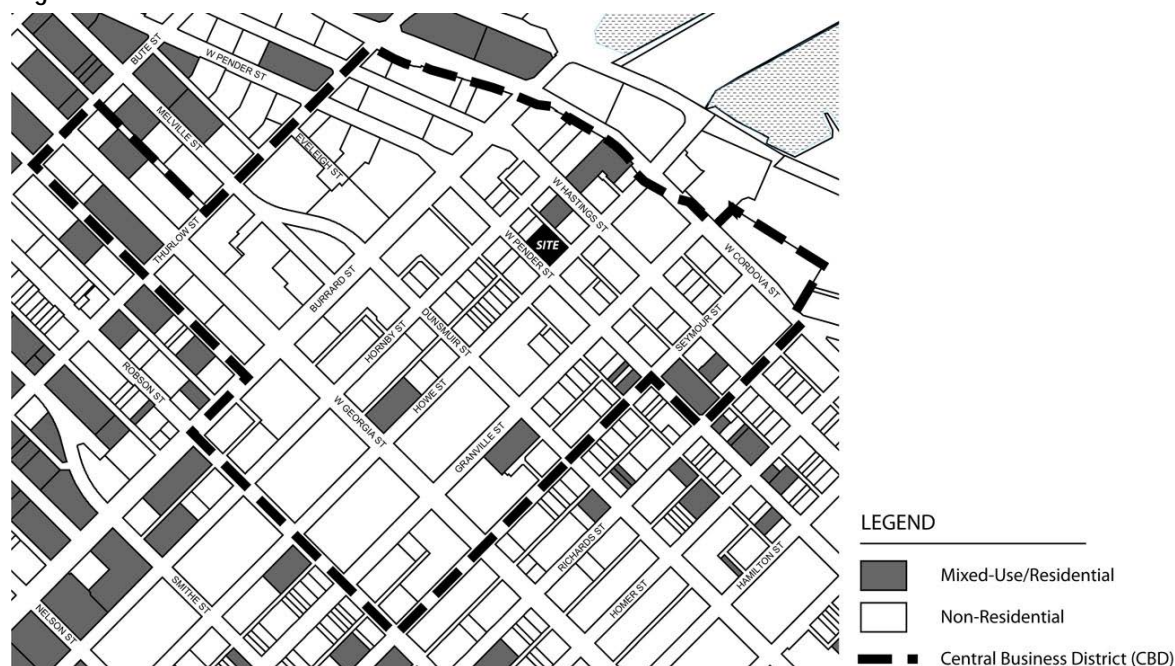 BUTE ST
W PENDER ST
MELVILLE ST
EVELEIGH ST
THURLOW ST
W HASTINGS ST
SITE
W PENDER ST
W CORDOVA ST
BURRARD ST
HORNBY ST
DUNSMUIR ST
SEYMOUR ST
ROBSON ST
HOWE ST
W GEORGIA ST
GRANVILLE ST
RICHARDS ST
SMITHE ST
HOMER ST
HAMILTON ST
NELSON ST
LEGEND
Mixed-Use/Residential
Non-Residential
Central Business District (CBD)